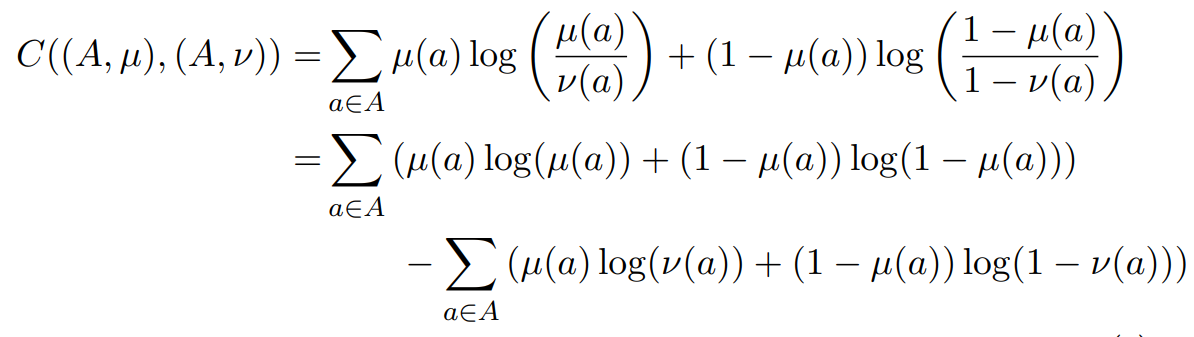 C((A, μ), (A, ν)) = ∑_{a∈A} μ(a) log (μ(a)/ν(a)) + (1 − μ(a)) log ((1 − μ(a))/(1 − ν(a)))
= ∑_{a∈A} (μ(a) log(μ(a)) + (1 − μ(a)) log(1 − μ(a)))
− ∑_{a∈A} (μ(a) log(ν(a)) + (1 − μ(a)) log(1 − ν(a)))